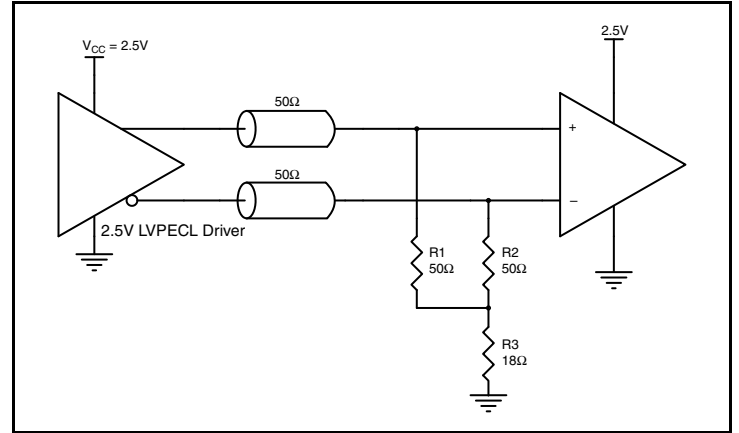 V_CC = 2.5V
2.5V
50Ω
+
50Ω
–
2.5V LVPECL Driver
R1
50Ω
R2
50Ω
R3
18Ω